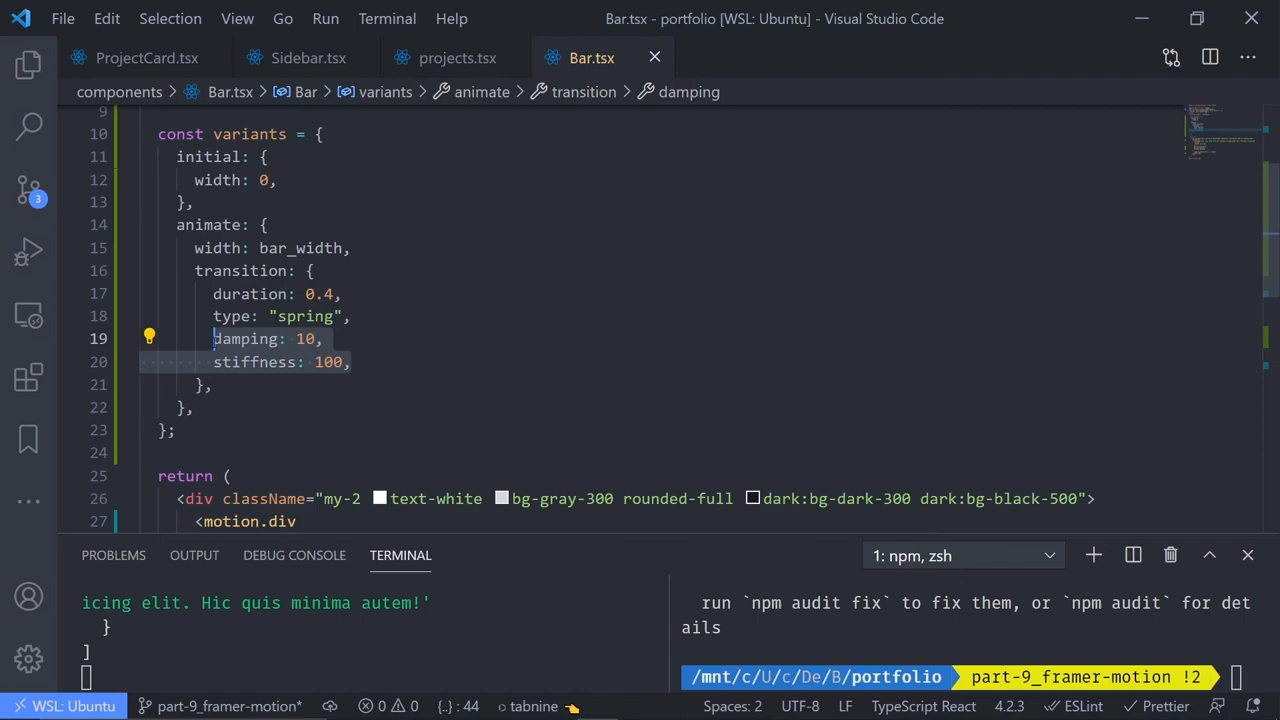 File Edit Selection View Go Run Terminal Help Bar.tsx - portfolio [WSL: Ubuntu] - Visual Studio Code
ProjectCard.tsx Sidebar.tsx projects.tsx Bar.tsx
components > Bar.tsx > Bar > variants > animate > transition > damping
9
10 const variants = {
11 initial: {
12 width: 0,
13 },
14 animate: {
15 width: bar_width,
16 transition: {
17 duration: 0.4,
18 type: "spring",
19 damping: 10,
20 stiffness: 100,
21 },
22 },
23 };
24
25 return (
26 <div className="my-2 text-white bg-gray-300 rounded-full dark:bg-dark-300 dark:bg-black-500">
27 <motion.div
3
PROBLEMS OUTPUT DEBUG CONSOLE TERMINAL 1: npm, zsh
icing elit. Hic quis minima autem!'
}
]
run `npm audit fix` to fix them, or `npm audit` for det
ails
/mnt/c/U/c/De/B/portfolio part-9_framer-motion !2
WSL: Ubuntu part-9_framer-motion* 0 0 {..} : 44 tabnine Spaces: 2 UTF-8 LF TypeScript React 4.2.3 ESLint Prettier